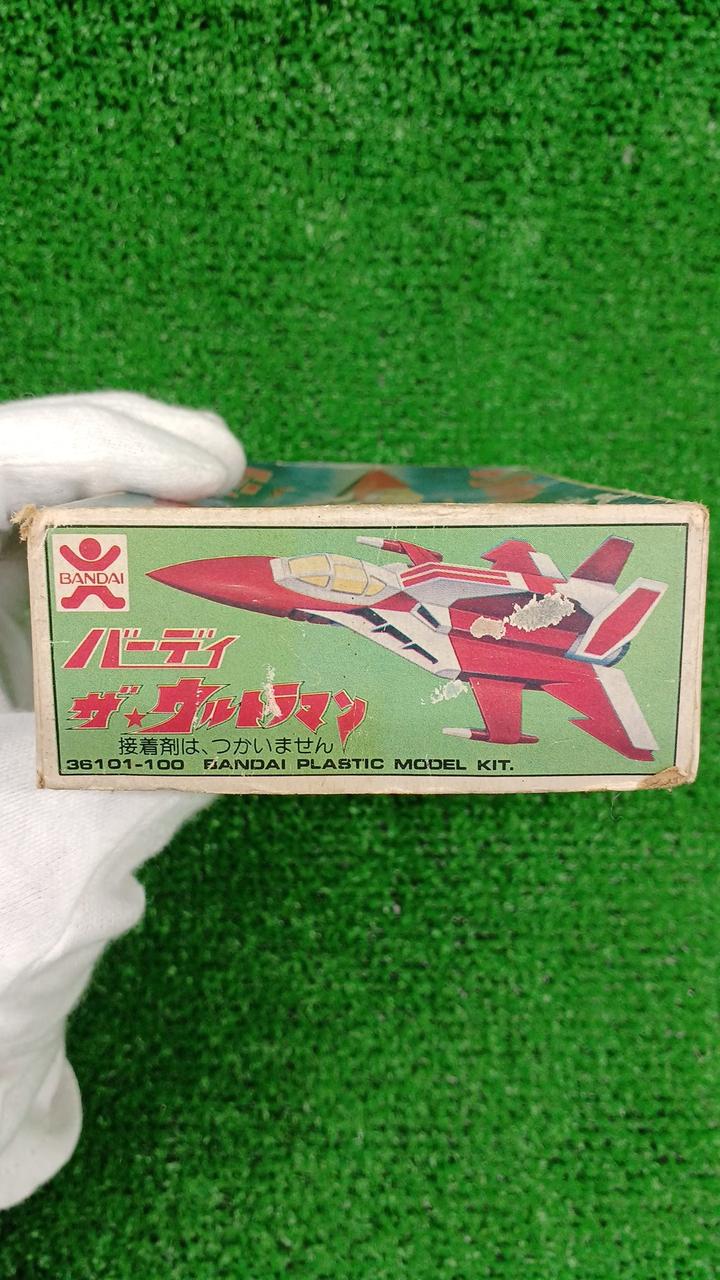 BANDAI
バーディ
ザ★ウルトラマン
接着剤は、つかいません
36101-100 BANDAI PLASTIC MODEL KIT.